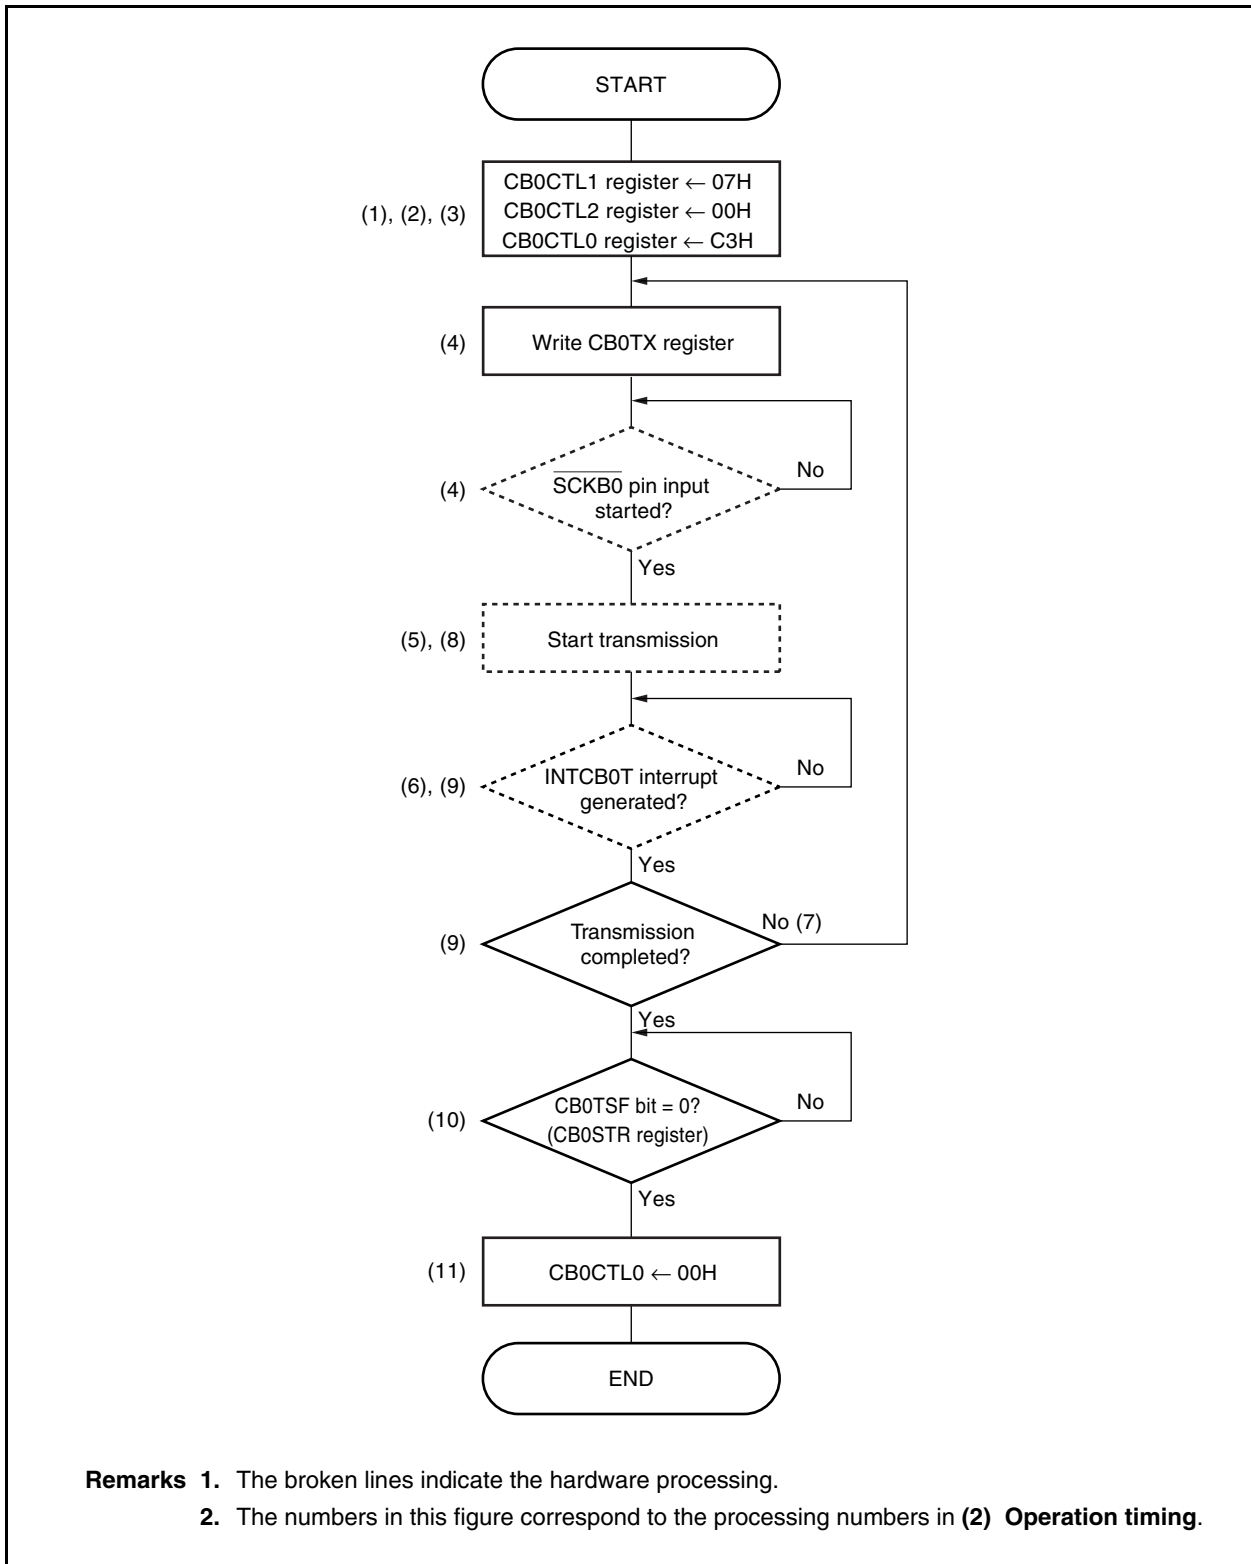 START
(1), (2), (3)
CB0CTL1 register ← 07H
CB0CTL2 register ← 00H
CB0CTL0 register ← C3H
(4)
Write CB0TX register
(4)
SCKB0 pin input
started?
No
Yes
(5), (8)
Start transmission
(6), (9)
INTCB0T interrupt
generated?
No
Yes
(9)
Transmission
completed?
No (7)
Yes
(10)
CB0TSF bit = 0?
(CB0STR register)
No
Yes
(11)
CB0CTL0 ← 00H
END
Remarks 1. The broken lines indicate the hardware processing.
2. The numbers in this figure correspond to the processing numbers in (2) Operation timing.